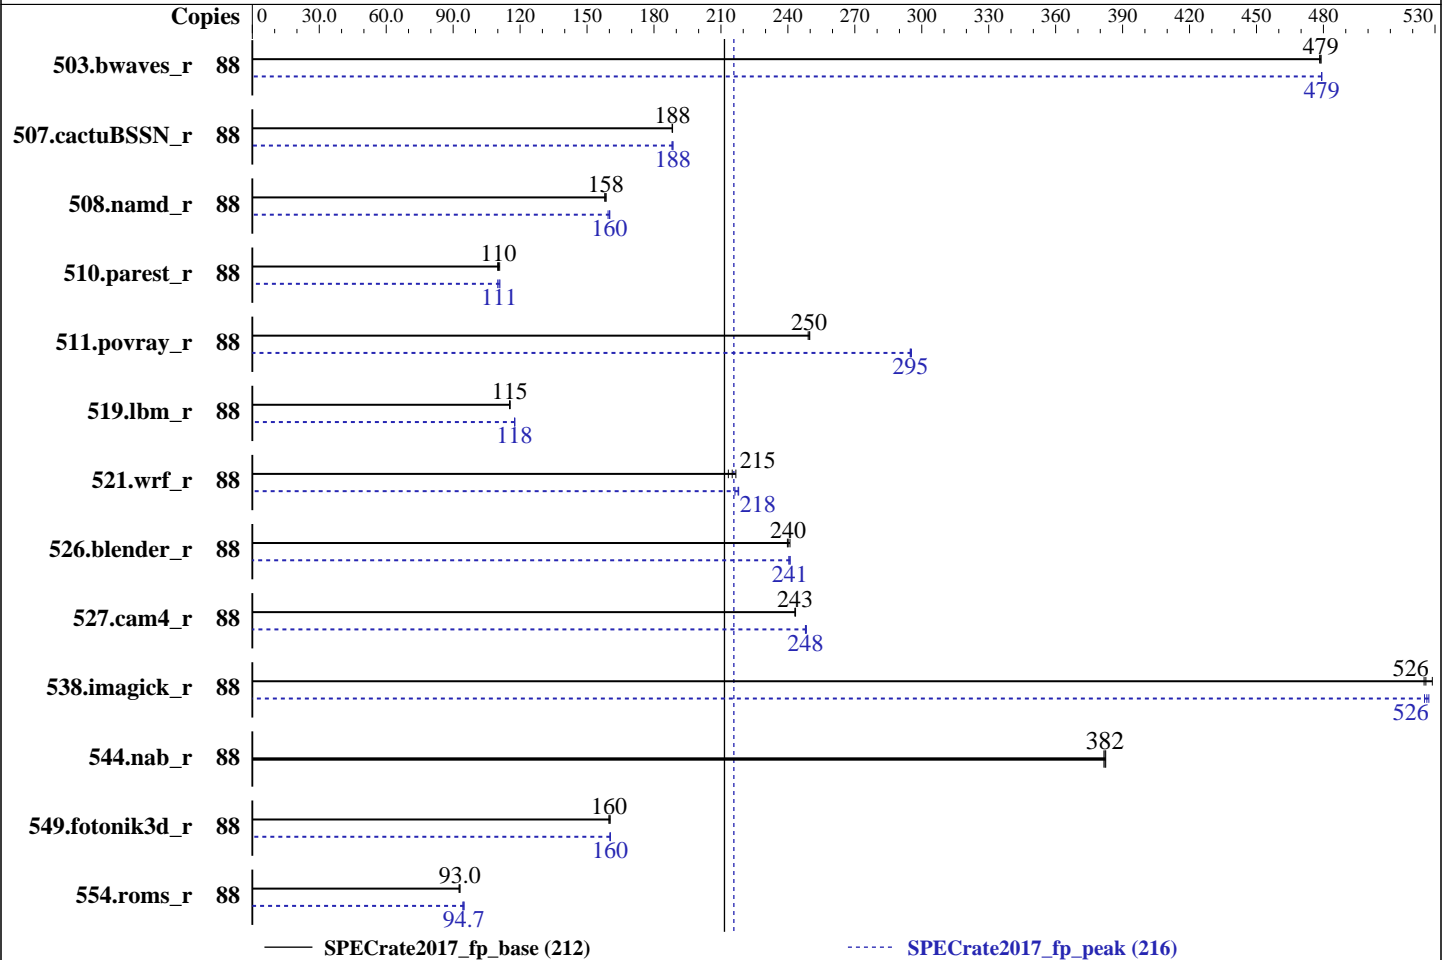 Copies 0 30.0 60.0 90.0 120 150 180 210 240 270 300 330 360 390 420 450 480 530
503.bwaves_r 88 479
479
507.cactuBSSN_r 88 188
188
508.namd_r 88 158
160
510.parest_r 88 110
111
511.povray_r 88 250
295
519.lbm_r 88 115
118
521.wrf_r 88 215
218
526.blender_r 88 240
241
527.cam4_r 88 243
248
538.imagick_r 88 526
526
544.nab_r 88 382
549.fotonik3d_r 88 160
160
554.roms_r 88 93.0
94.7
SPECrate2017_fp_base (212) SPECrate2017_fp_peak (216)